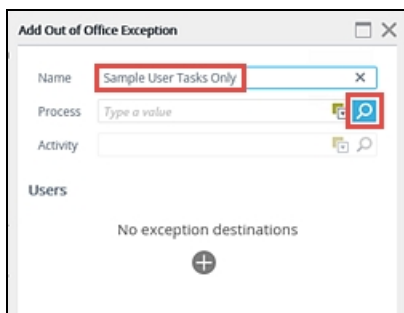 Add Out of Office Exception
Name Sample User Tasks Only
Process Type a value
Activity
Users
No exception destinations